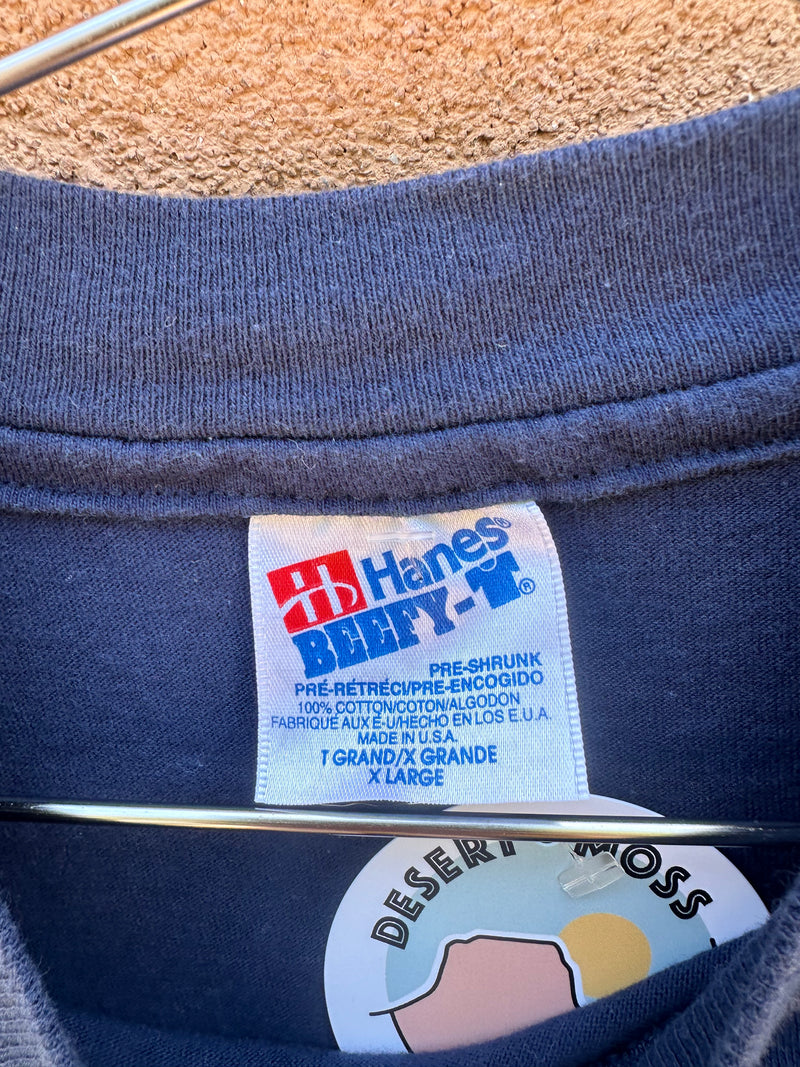 Hanes®
BEEFY-T®
PRE-SHRUNK
PRÉ-RÉTRÉCI/PRE-ENCOGIDO
100% COTTON/COTON/ALGODON
FABRIQUÉ AUX É-U/HECHO EN LOS E.U.A.
MADE IN U.S.A.
T GRAND/X GRANDE
X LARGE
DESERT MOSS